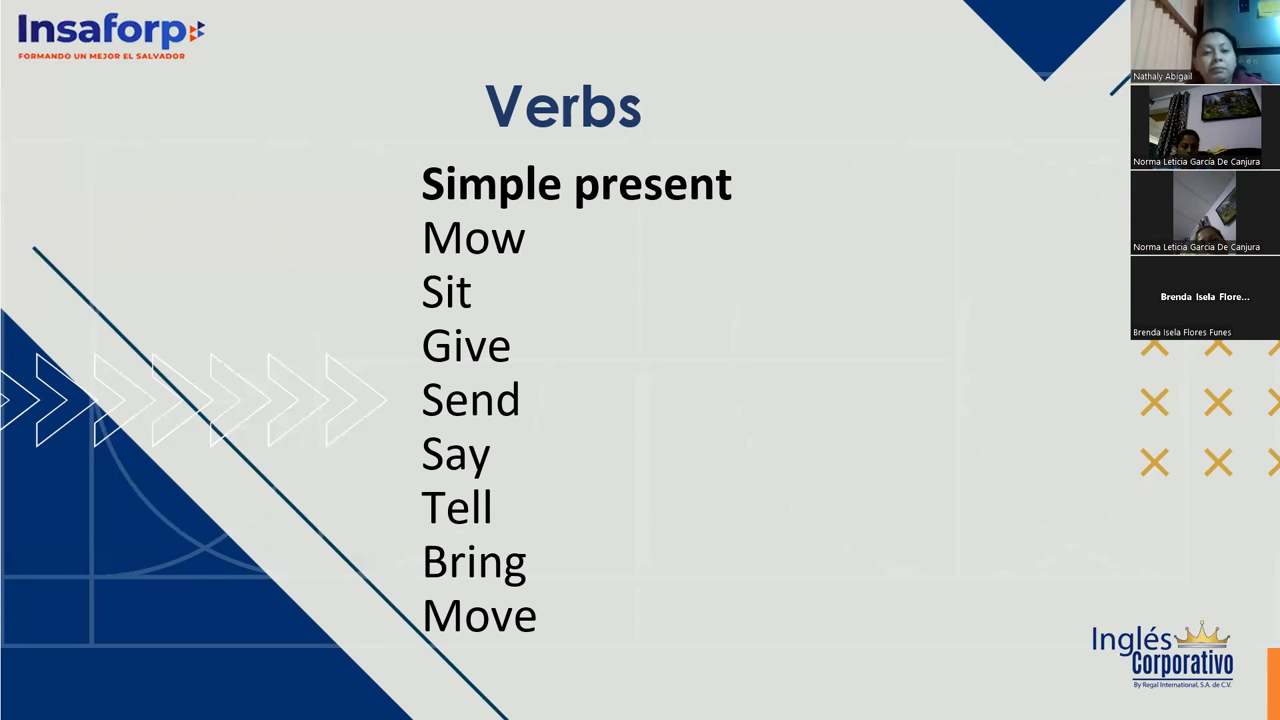 Insaforp
FORMANDO UN MEJOR EL SALVADOR
Verbs
Simple present
Mow
Sit
Give
Send
Say
Tell
Bring
Move
Nathaly Abigail
Norma Leticia García De Canjura
Norma Leticia García De Canjura
Brenda Isela Flore...
Brenda Isela Flores Funes
Inglés
Corporativo
By Regal International, S.A. de C.V.